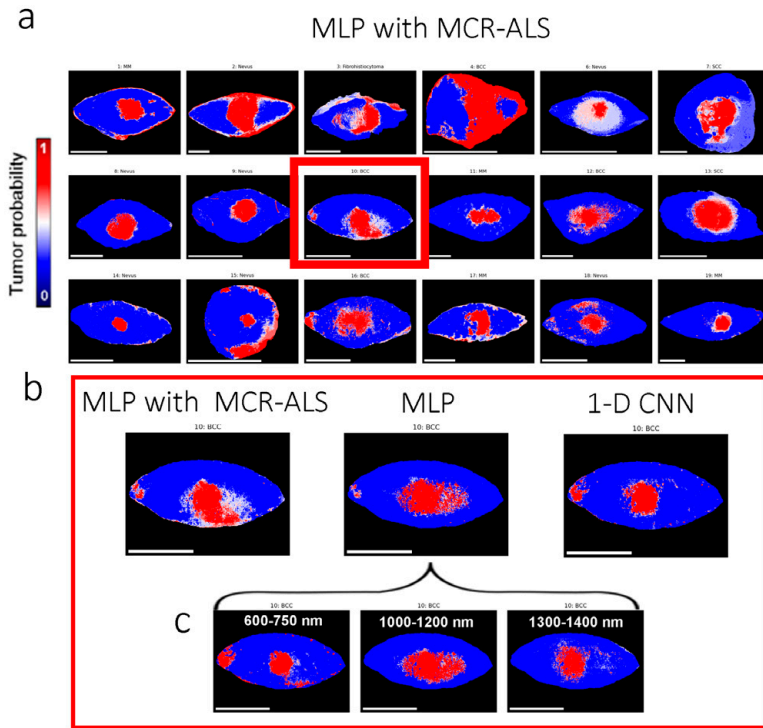 a
MLP with MCR-ALS
1: MM
2: Nevus
3: Fibrohistiocytoma
4: BCC
6: Nevus
7: SCC
Tumor probability
1
0
8: Nevus
9: Nevus
10: BCC
11: MM
12: BCC
13: SCC
14: Nevus
15: Nevus
16: BCC
17: MM
18: Nevus
19: MM
b
MLP with MCR-ALS
MLP
1-D CNN
10: BCC
10: BCC
10: BCC
c
10: BCC
10: BCC
10: BCC
600-750 nm
1000-1200 nm
1300-1400 nm